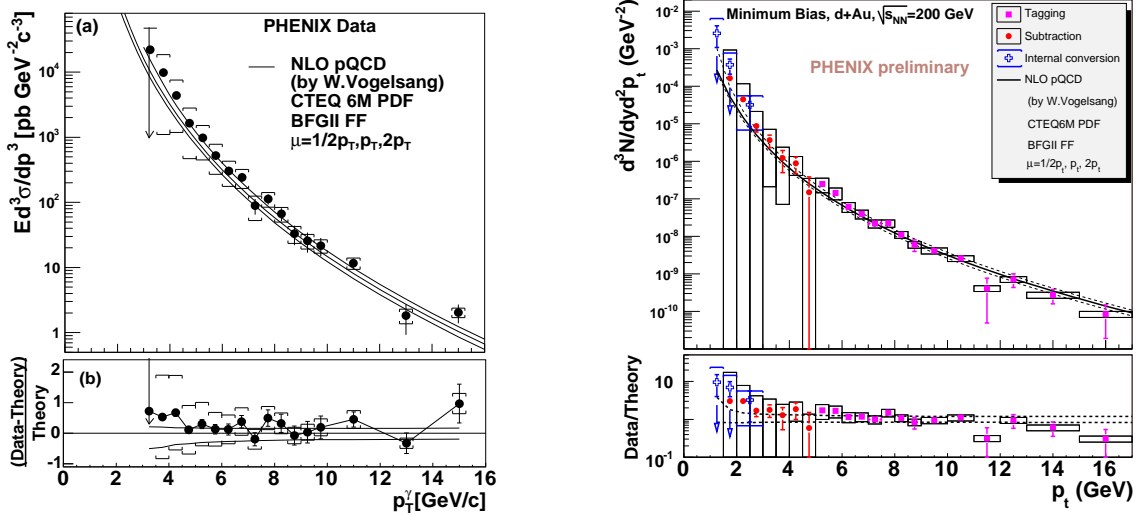 (a)
PHENIX Data
NLO pQCD
(by W.Vogelsang)
CTEQ 6M PDF
BFGII FF
μ=1/2p_T,p_T,2p_T
Ed³σ/dp³ [pb GeV⁻²c⁻³]
10⁴
10³
10²
10
1
(b)
(Data-Theory)
Theory
2
1
0
-1
0 2 4 6 8 10 12 14 16
p_T^γ[GeV/c]
Minimum Bias, d+Au, √s_NN=200 GeV
PHENIX preliminary
Tagging
Subtraction
Internal conversion
NLO pQCD
(by W.Vogelsang)
CTEQ6M PDF
BFGII FF
μ=1/2p_t, p_t, 2p_t
d³N/dyd²p_t (GeV⁻²)
10⁻²
10⁻³
10⁻⁴
10⁻⁵
10⁻⁶
10⁻⁷
10⁻⁸
10⁻⁹
10⁻¹⁰
Data/Theory
10
1
10⁻¹
0 2 4 6 8 10 12 14 16
p_t (GeV)